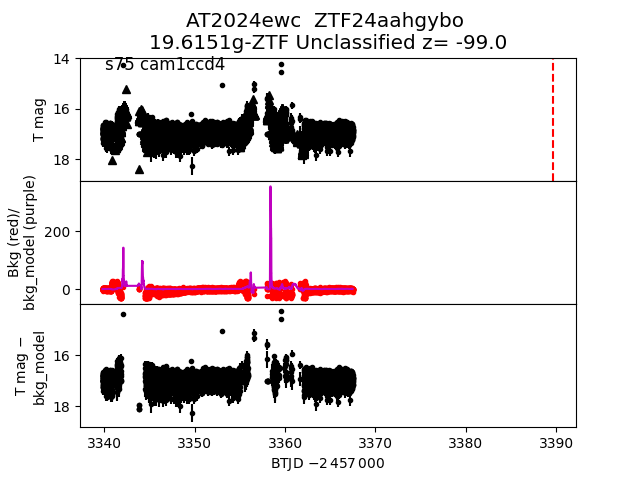 AT2024ewc  ZTF24aahgybo
19.6151g-ZTF Unclassified z= -99.0
s75 cam1ccd4
T mag
14
16
18
Bkg (red)/
bkg_model (purple)
200
0
T mag −
bkg_model
16
18
3340 3350 3360 3370 3380 3390
BTJD −2 457 000